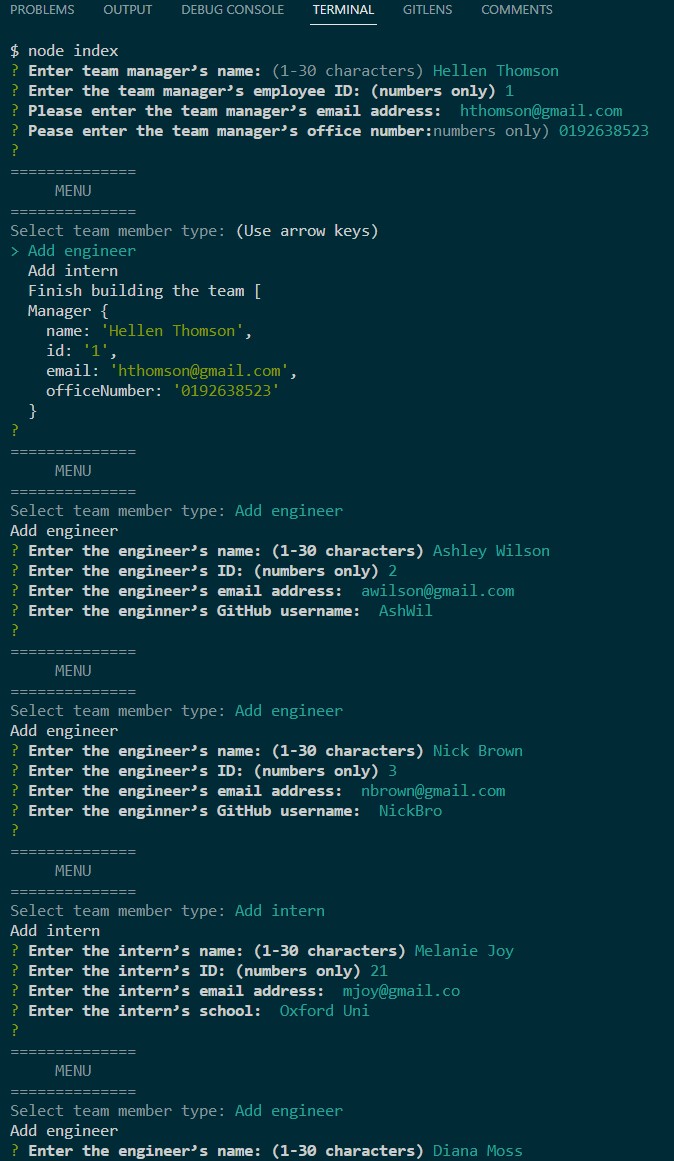 PROBLEMS OUTPUT DEBUG CONSOLE TERMINAL GITLENS COMMENTS
$ node index
? Enter team manager’s name: (1-30 characters) Hellen Thomson
? Enter the team manager’s employee ID: (numbers only) 1
? Please enter the team manager’s email address:  hthomson@gmail.com
? Pease enter the team manager’s office number:numbers only) 0192638523
?
==============
     MENU
==============
Select team member type: (Use arrow keys)
> Add engineer
  Add intern
  Finish building the team [
  Manager {
    name: 'Hellen Thomson',
    id: '1',
    email: 'hthomson@gmail.com',
    officeNumber: '0192638523'
  }
?
==============
     MENU
==============
Select team member type: Add engineer
Add engineer
? Enter the engineer’s name: (1-30 characters) Ashley Wilson
? Enter the engineer’s ID: (numbers only) 2
? Enter the engineer’s email address:  awilson@gmail.com
? Enter the enginner’s GitHub username:  AshWil
?
==============
     MENU
==============
Select team member type: Add engineer
Add engineer
? Enter the engineer’s name: (1-30 characters) Nick Brown
? Enter the engineer’s ID: (numbers only) 3
? Enter the engineer’s email address:  nbrown@gmail.com
? Enter the enginner’s GitHub username:  NickBro
?
==============
     MENU
==============
Select team member type: Add intern
Add intern
? Enter the intern’s name: (1-30 characters) Melanie Joy
? Enter the intern’s ID: (numbers only) 21
? Enter the intern’s email address:  mjoy@gmail.co
? Enter the intern’s school:  Oxford Uni
?
==============
     MENU
==============
Select team member type: Add engineer
Add engineer
? Enter the engineer’s name: (1-30 characters) Diana Moss